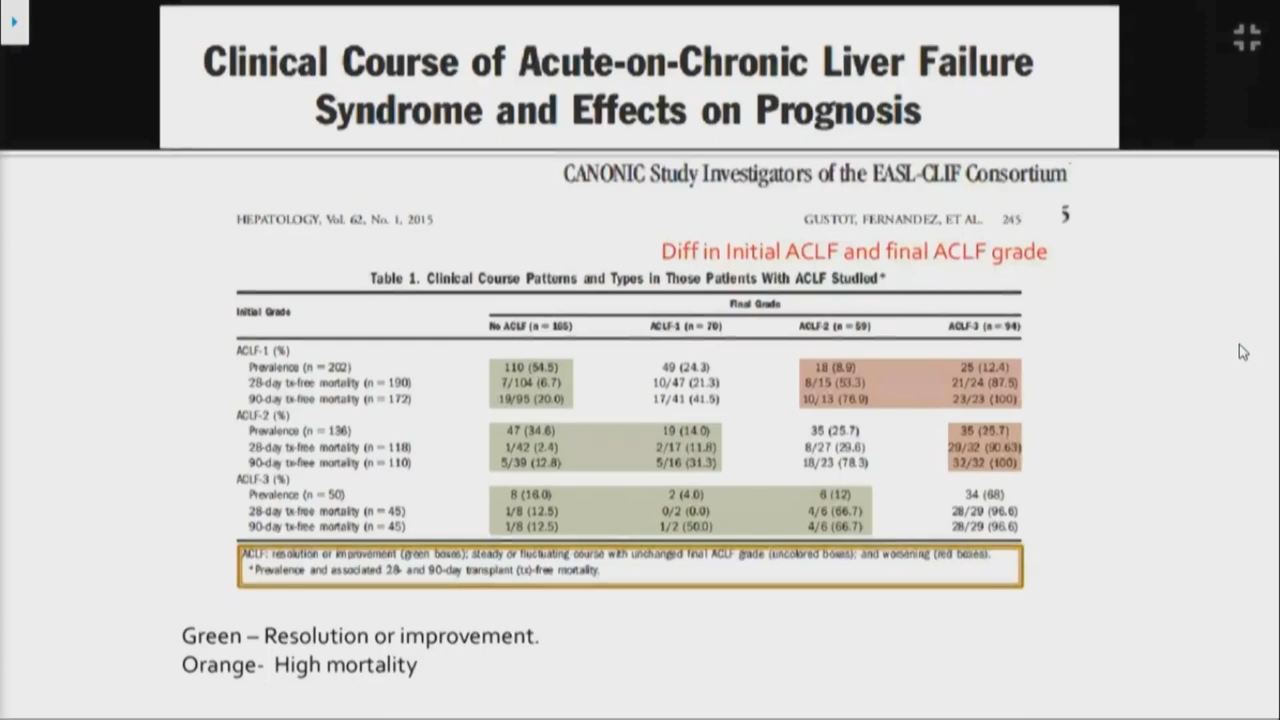 Clinical Course of Acute-on-Chronic Liver Failure
Syndrome and Effects on Prognosis
CANONIC Study Investigators of the EASL-CLIF Consortium
HEPATOLOGY, Vol. 62, No. 1, 2015 GUSTOT, FERNANDEZ, ET AL. 245 5
Diff in Initial ACLF and final ACLF grade
Table 1. Clinical Course Patterns and Types in Those Patients With ACLF Studied*
Final Grade
Initial Grade
No ACLF (n = 165) ACLF-1 (n = 70) ACLF-2 (n = 59) ACLF-3 (n = 94)
ACLF-1 (%)
Prevalence (n = 202) 110 (54.5) 49 (24.3) 18 (8.9) 25 (12.4)
28-day tx-free mortality (n = 190) 7/104 (6.7) 10/47 (21.3) 8/15 (53.3) 21/24 (87.5)
90-day tx-free mortality (n = 172) 19/95 (20.0) 17/41 (41.5) 10/13 (76.9) 23/23 (100)
ACLF-2 (%)
Prevalence (n = 136) 47 (34.6) 19 (14.0) 35 (25.7) 35 (25.7)
28-day tx-free mortality (n = 118) 1/42 (2.4) 2/17 (11.8) 8/27 (29.6) 29/32 (90.63)
90-day tx-free mortality (n = 110) 5/39 (12.8) 5/16 (31.3) 18/23 (78.3) 32/32 (100)
ACLF-3 (%)
Prevalence (n = 50) 8 (16.0) 2 (4.0) 6 (12) 34 (68)
28-day tx-free mortality (n = 45) 1/8 (12.5) 0/2 (0.0) 4/6 (66.7) 28/29 (96.6)
90-day tx-free mortality (n = 45) 1/8 (12.5) 1/2 (50.0) 4/6 (66.7) 28/29 (96.6)
ACLF: resolution or improvement (green boxes); steady or fluctuating course with unchanged final ACLF grade (uncolored boxes); and worsening (red boxes).
*Prevalence and associated 28- and 90-day transplant (tx)-free mortality.
Green – Resolution or improvement.
Orange- High mortality